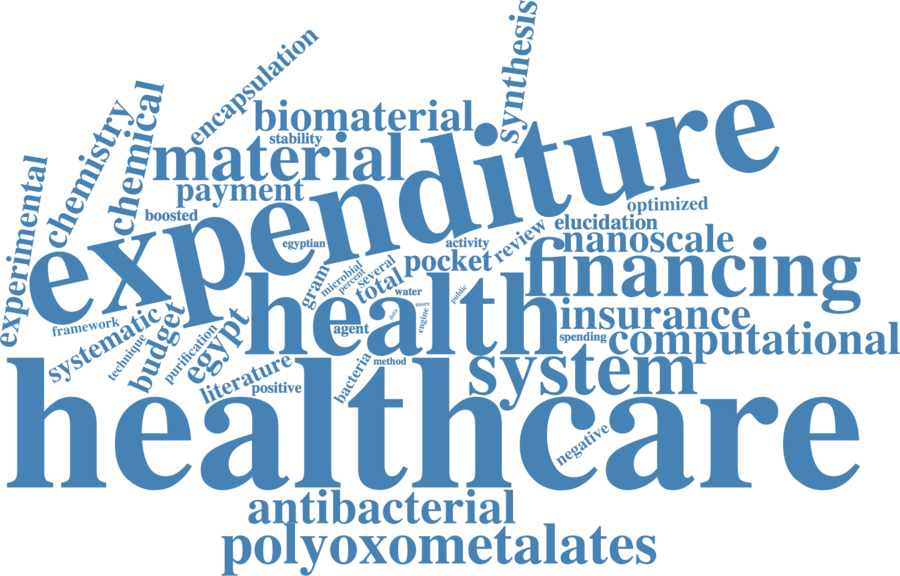 synthesis
encapsulation
biomaterial
stability
chemistry
chemical
material
expenditure
experimental
payment
boosted
optimized
elucidation
review
nanoscale
egyptian
activity
pocket
financing
microbial
percent
several
gram
total
health
water
public
more
data
engine
agent
insurance
spending
computational
framework
systematic
technique
budget
purification
egypt
literature
positive
bacteria
method
system
healthcare
negative
antibacterial
polyoxometalates